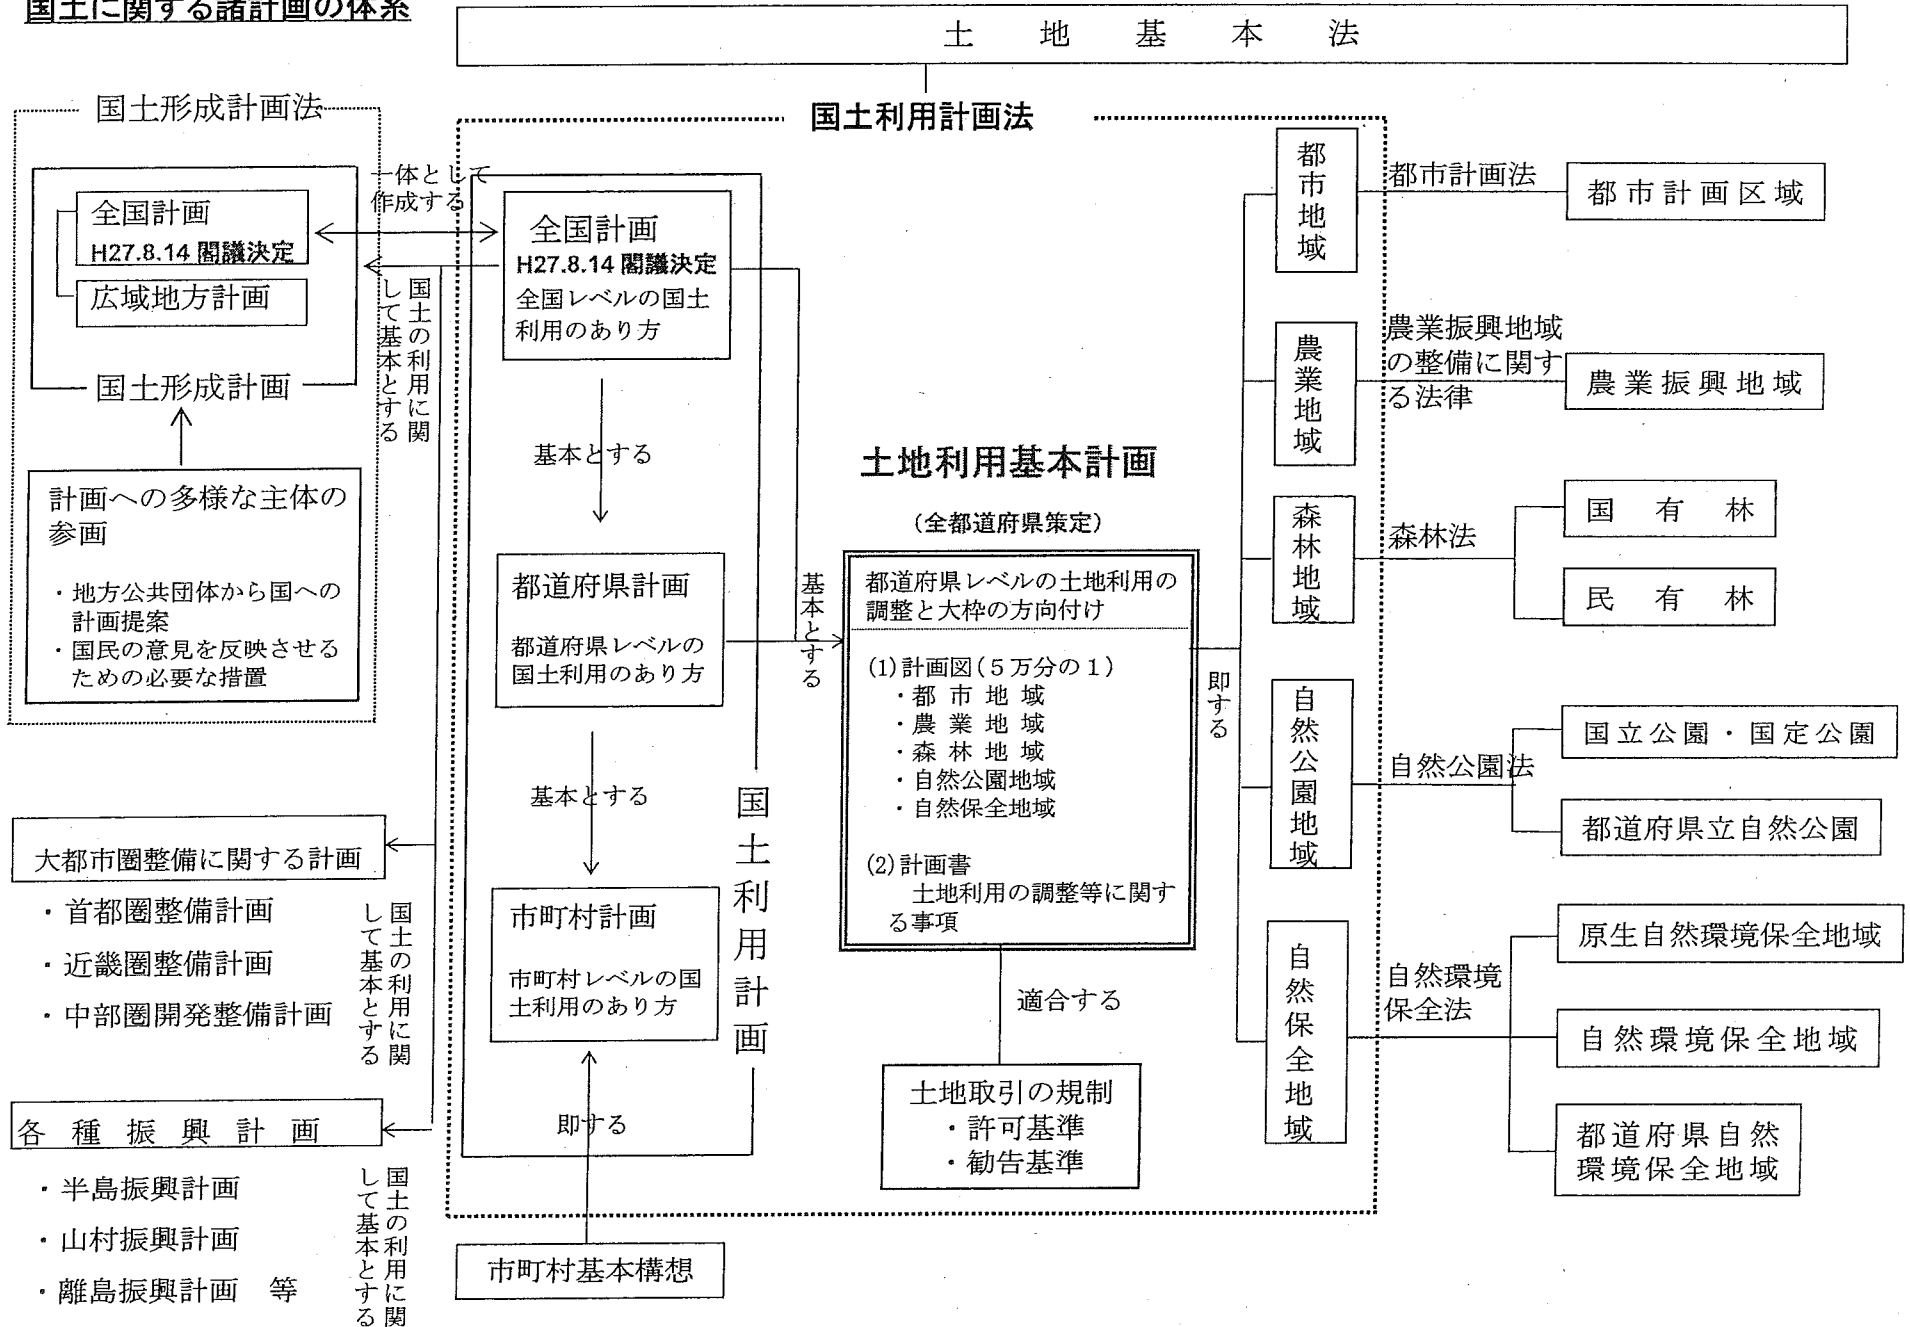 国土に関する諸計画の体系
土地基本法
国土形成計画法
全国計画
H27.8.14 閣議決定
広域地方計画
国土形成計画
計画への多様な主体の
参画
・地方公共団体から国への
計画提案
・国民の意見を反映させる
ための必要な措置
一体として
作成する
国土の利用に関
して基本とする
大都市圏整備に関する計画
・首都圏整備計画
・近畿圏整備計画
・中部圏開発整備計画
国土の利用に関
して基本とする
各種振興計画
・半島振興計画
・山村振興計画
・離島振興計画 等
国土の利用に関
して基本とする
国土利用計画法
全国計画
H27.8.14 閣議決定
全国レベルの国土
利用のあり方
基本とする
都道府県計画
都道府県レベルの
国土利用のあり方
基本とする
市町村計画
市町村レベルの国
土利用のあり方
即する
市町村基本構想
国土利用計画
基本とする
土地利用基本計画
(全都道府県策定)
都道府県レベルの土地利用の
調整と大枠の方向付け
(1)計画図(5万分の1)
・都市地域
・農業地域
・森林地域
・自然公園地域
・自然保全地域
(2)計画書
土地利用の調整等に関す
る事項
適合する
土地取引の規制
・許可基準
・勧告基準
即する
都市地域
都市計画法
都市計画区域
農業地域
農業振興地域
の整備に関す
る法律
農業振興地域
森林地域
森林法
国有林
民有林
自然公園地域
自然公園法
国立公園・国定公園
都道府県立自然公園
自然保全地域
自然環境
保全法
原生自然環境保全地域
自然環境保全地域
都道府県自然
環境保全地域